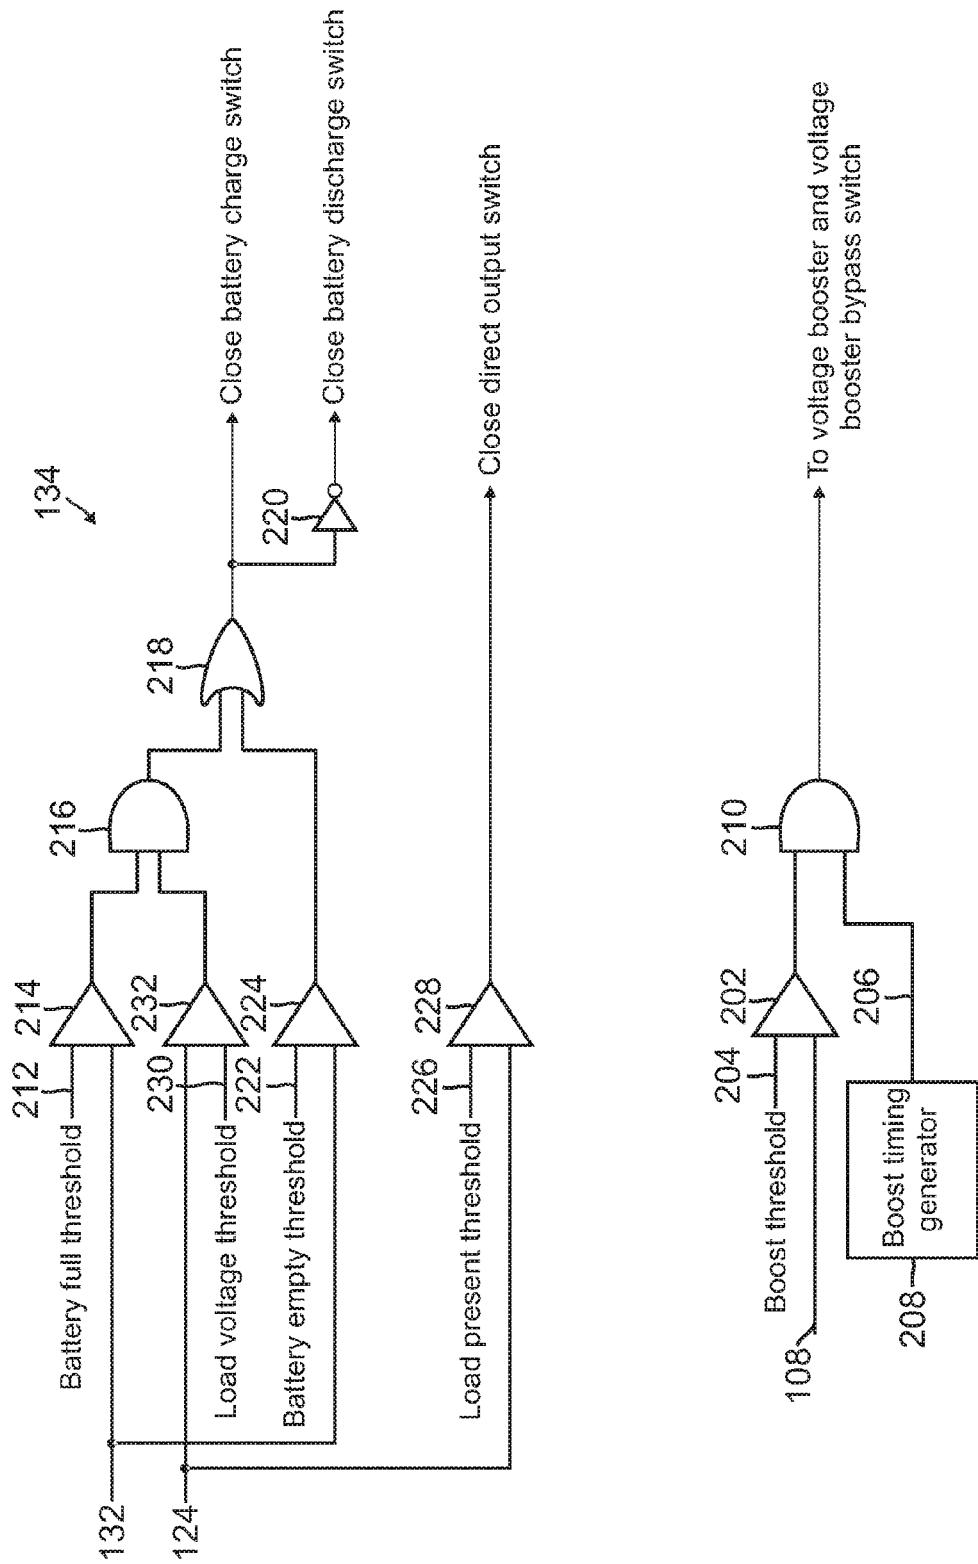 134
132
124
Battery full threshold
212
214
216
218
Close battery charge switch
220
Close battery discharge switch
Load voltage threshold
230
232
Battery empty threshold
222
224
Load present threshold
226
228
Close direct output switch
Boost threshold
204
202
210
To voltage booster and voltage
booster bypass switch
108
206
Boost timing
generator
208